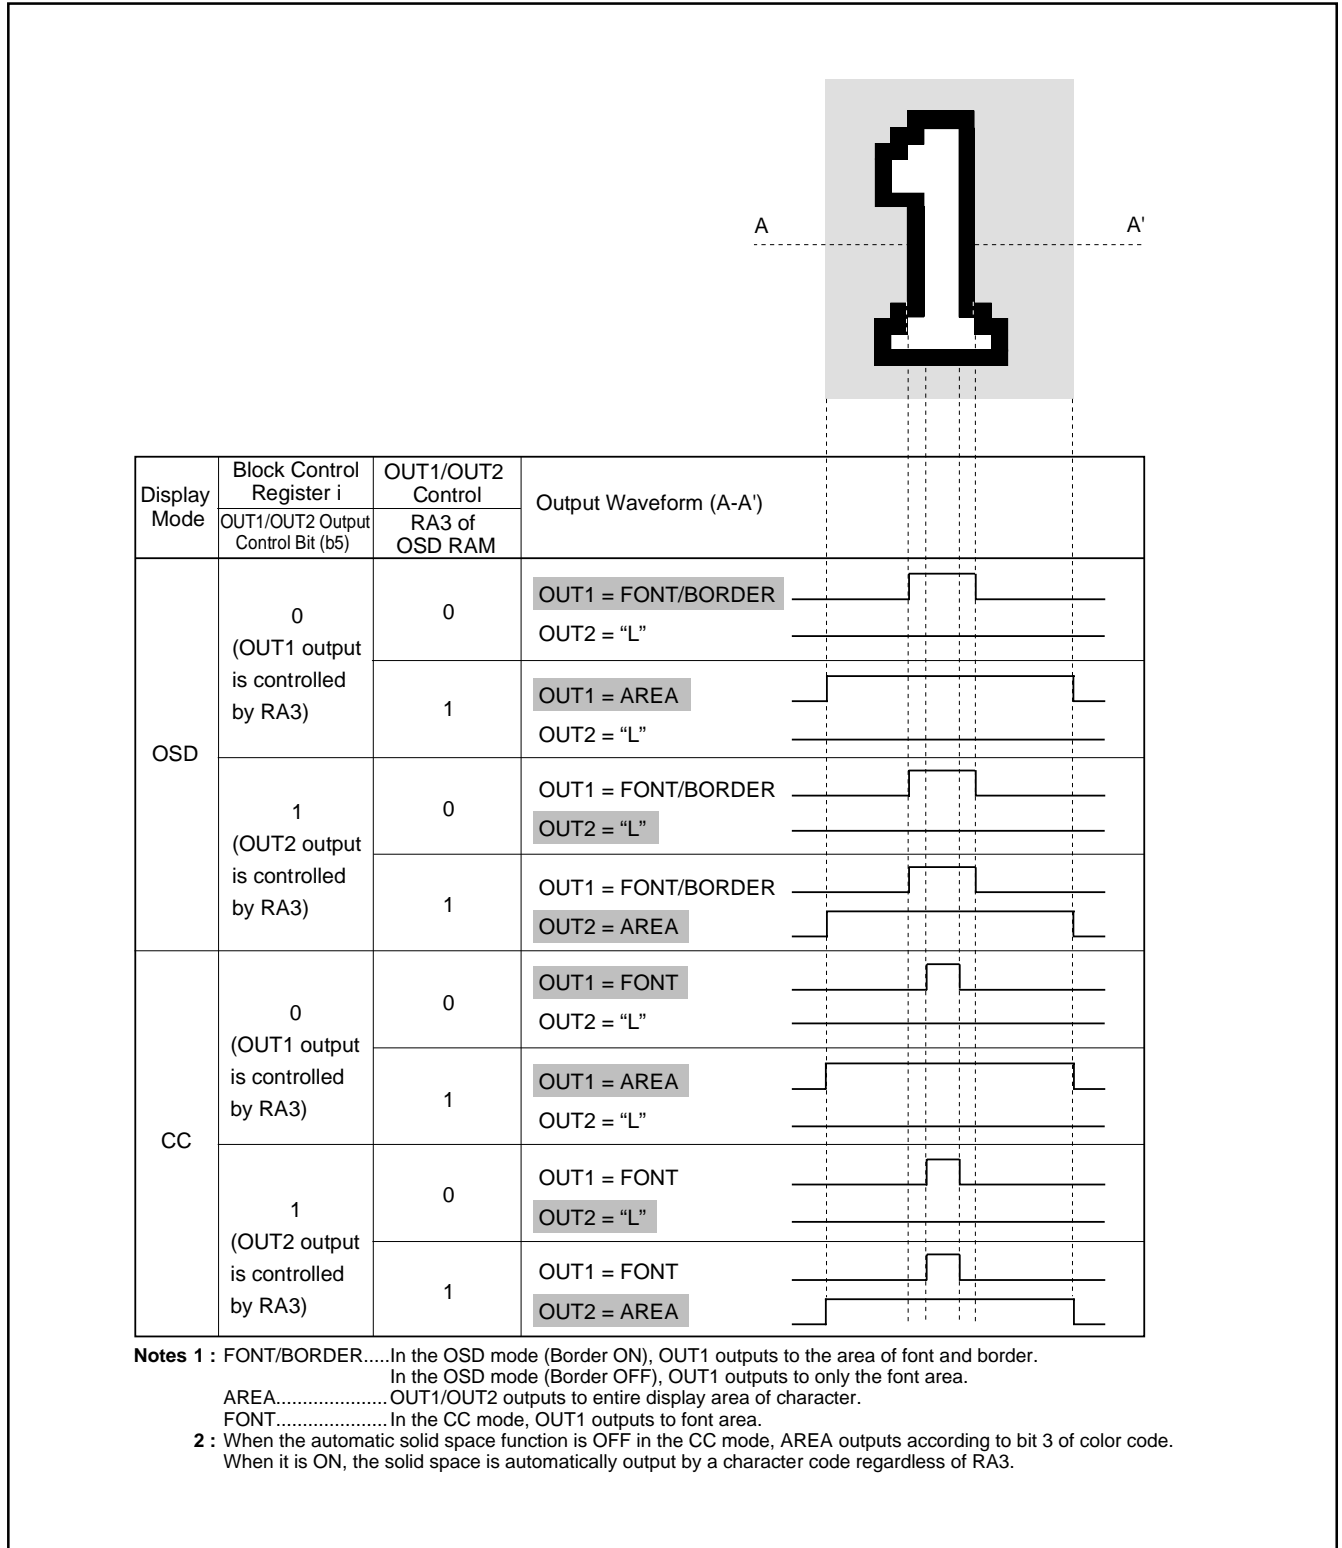 A A'
Display Mode
Block Control Register i
OUT1/OUT2 Control
Output Waveform (A-A')
OUT1/OUT2 Output Control Bit (b5)
RA3 of OSD RAM
OSD
0
(OUT1 output
is controlled
by RA3)
0
OUT1 = FONT/BORDER
OUT2 = “L”
1
OUT1 = AREA
OUT2 = “L”
1
(OUT2 output
is controlled
by RA3)
0
OUT1 = FONT/BORDER
OUT2 = “L”
1
OUT1 = FONT/BORDER
OUT2 = AREA
CC
0
(OUT1 output
is controlled
by RA3)
0
OUT1 = FONT
OUT2 = “L”
1
OUT1 = AREA
OUT2 = “L”
1
(OUT2 output
is controlled
by RA3)
0
OUT1 = FONT
OUT2 = “L”
1
OUT1 = FONT
OUT2 = AREA
Notes 1 : FONT/BORDER.....In the OSD mode (Border ON), OUT1 outputs to the area of font and border.
In the OSD mode (Border OFF), OUT1 outputs to only the font area.
AREA.....................OUT1/OUT2 outputs to entire display area of character.
FONT.....................In the CC mode, OUT1 outputs to font area.
2 : When the automatic solid space function is OFF in the CC mode, AREA outputs according to bit 3 of color code.
When it is ON, the solid space is automatically output by a character code regardless of RA3.